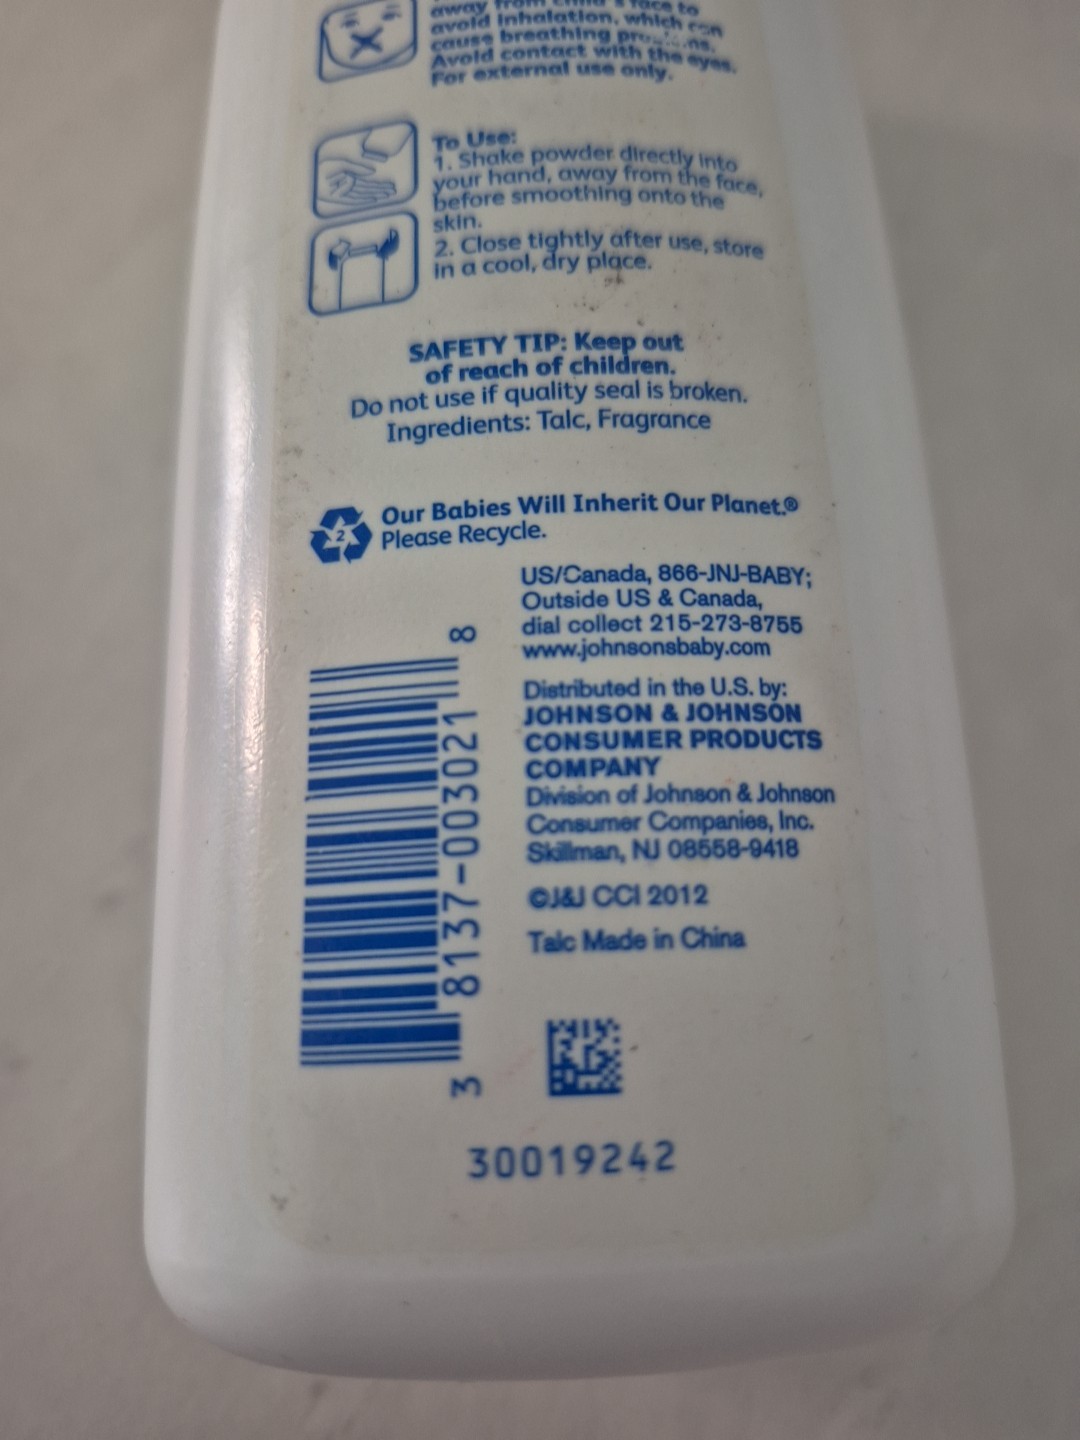 away from child's face to
avoid inhalation, which can
cause breathing
Avoid contact with the eyes.
For external use only.
To Use:
1. Shake powder directly into
your hand, away from the face,
before smoothing onto the
skin.
2. Close tightly after use, store
in a cool, dry place.
SAFETY TIP: Keep out
of reach of children.
Do not use if quality seal is broken.
Ingredients: Talc, Fragrance
2
Our Babies Will Inherit Our Planet.®
Please Recycle.
US/Canada, 866-JNJ-BABY;
Outside US & Canada,
dial collect 215-273-8755
www.johnsonsbaby.com
Distributed in the U.S. by:
JOHNSON & JOHNSON
CONSUMER PRODUCTS
COMPANY
Division of Johnson & Johnson
Consumer Companies, Inc.
Skillman, NJ 08558-9418
©J&J CCI 2012
Talc Made in China
3 8137-003021 8
30019242